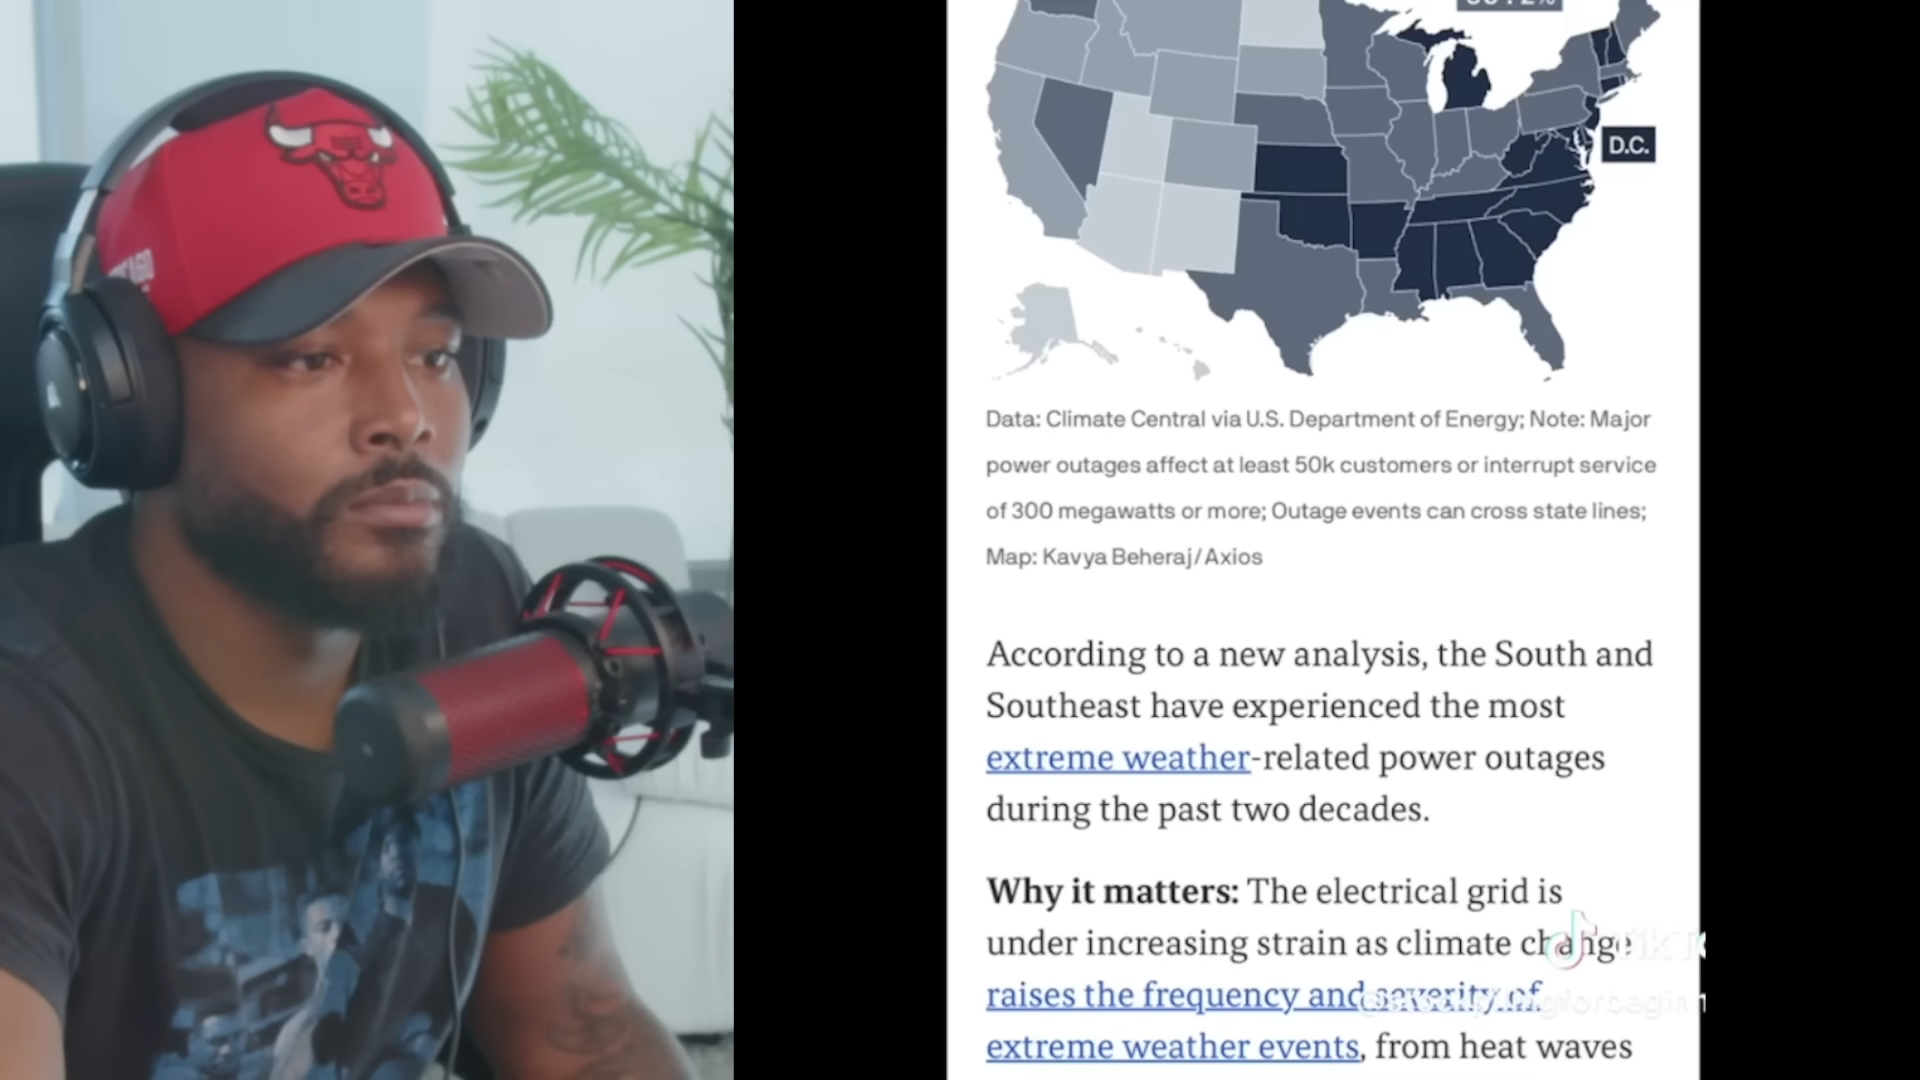 D.C.
Data: Climate Central via U.S. Department of Energy; Note: Major
power outages affect at least 50k customers or interrupt service
of 300 megawatts or more; Outage events can cross state lines;
Map: Kavya Beheraj/Axios
According to a new analysis, the South and
Southeast have experienced the most
extreme weather-related power outages
during the past two decades.
Why it matters: The electrical grid is
under increasing strain as climate change
raises the frequency and severity of
extreme weather events, from heat waves